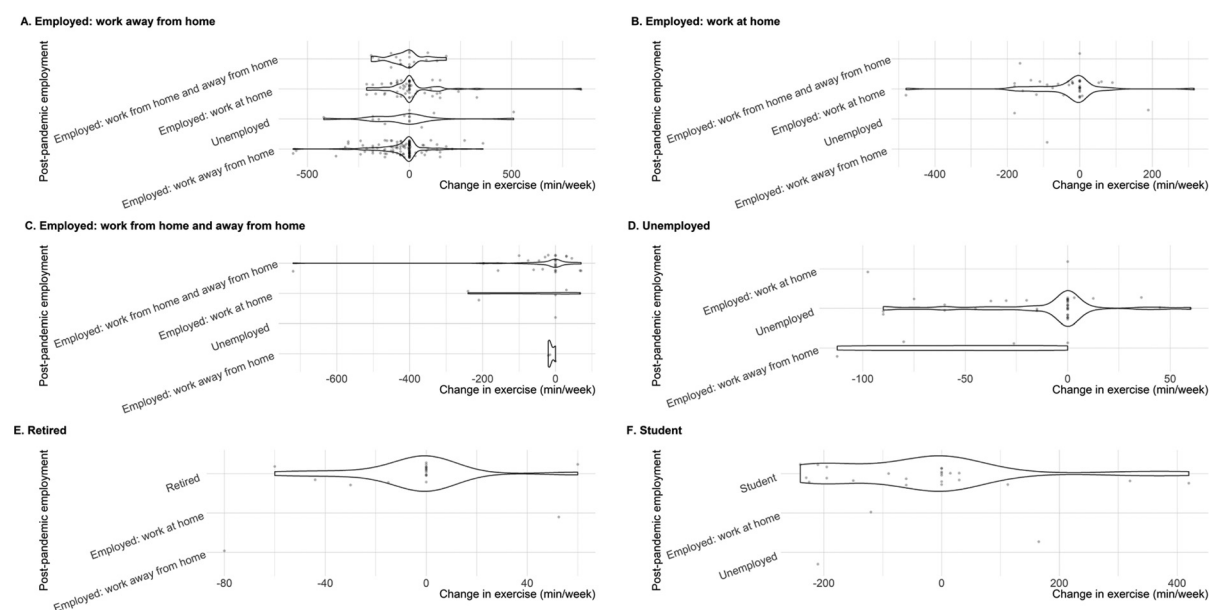 A. Employed: work away from home
Post-pandemic employment
Employed: work from home and away from home
Employed: work at home
Unemployed
Employed: work away from home
-500
0
500
Change in exercise (min/week)
B. Employed: work at home
Post-pandemic employment
Employed: work from home and away from home
Employed: work at home
Unemployed
Employed: work away from home
-400
-200
0
200
Change in exercise (min/week)
C. Employed: work from home and away from home
Post-pandemic employment
Employed: work from home and away from home
Employed: work at home
Unemployed
Employed: work away from home
-600
-400
-200
0
Change in exercise (min/week)
D. Unemployed
Post-pandemic employment
Employed: work at home
Unemployed
Employed: work away from home
-100
-50
0
50
Change in exercise (min/week)
E. Retired
Post-pandemic employment
Retired
Employed: work at home
Employed: work away from home
-80
-40
0
40
Change in exercise (min/week)
F. Student
Post-pandemic employment
Student
Employed: work at home
Unemployed
-200
0
200
400
Change in exercise (min/week)